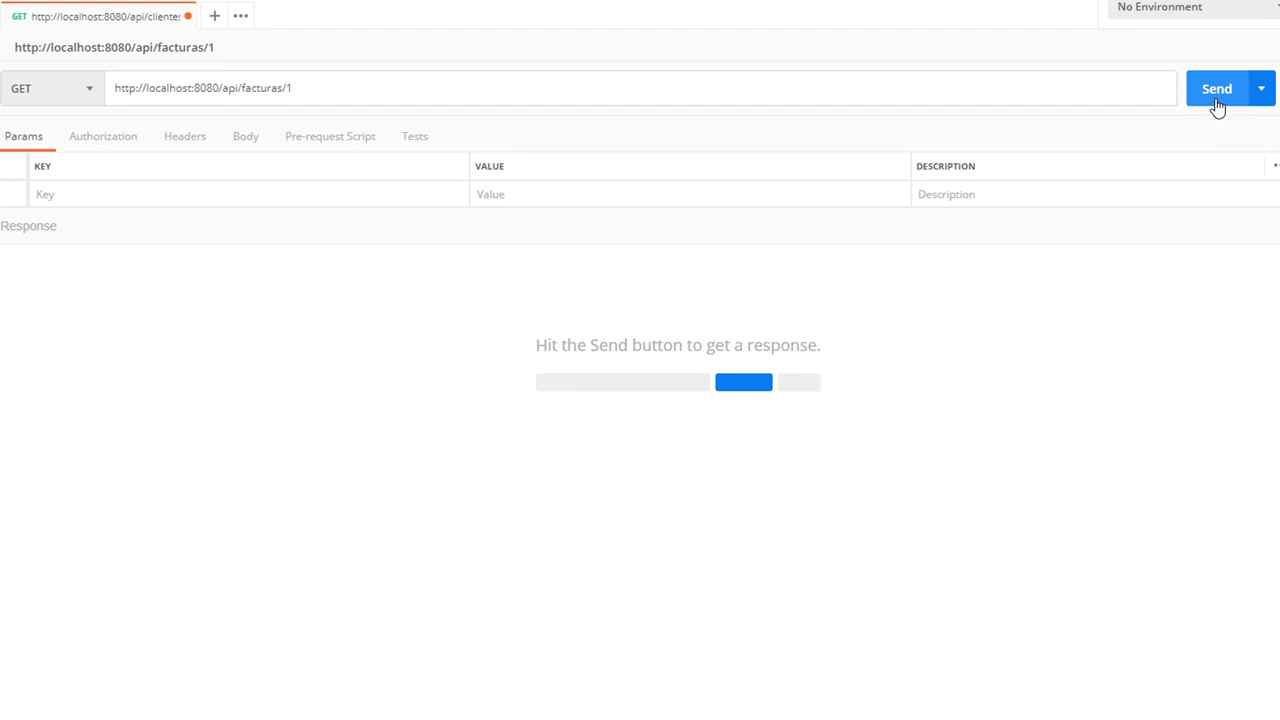 GET http://localhost:8080/api/cliente: + ••• No Environment
http://localhost:8080/api/facturas/1
GET http://localhost:8080/api/facturas/1 Send
Params Authorization Headers Body Pre-request Script Tests
KEY VALUE DESCRIPTION
Key Value Description
Response
Hit the Send button to get a response.